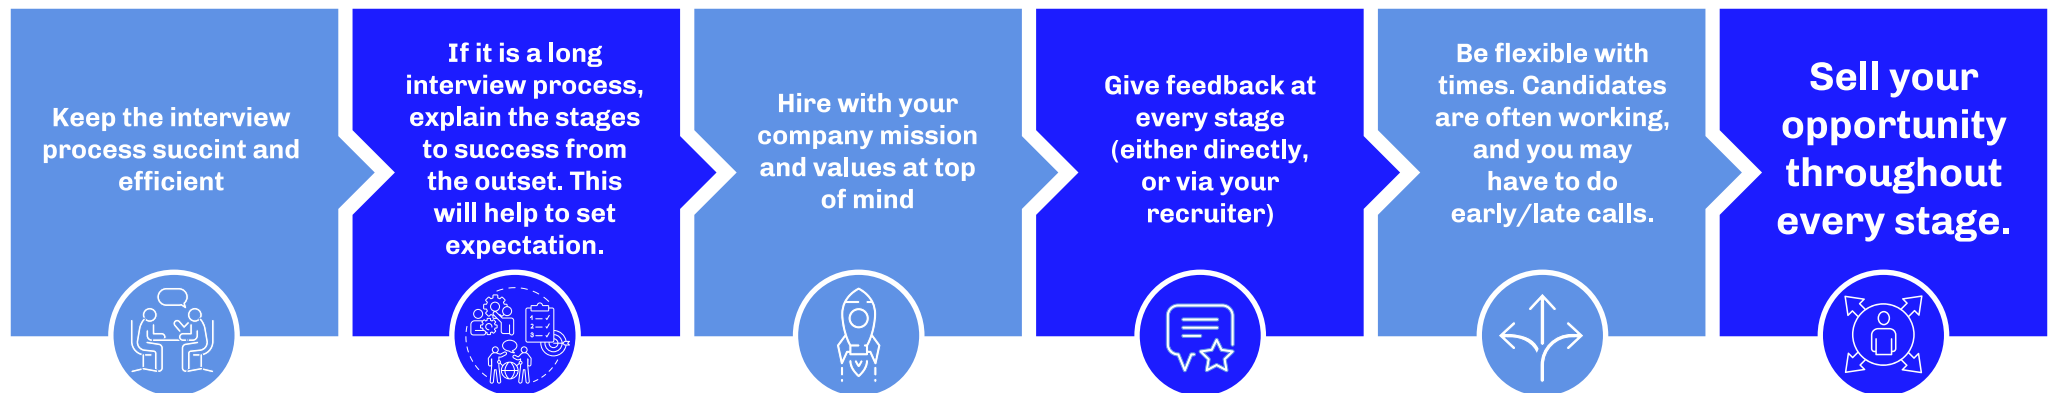 Keep the interview
process succint and
efficient
If it is a long
interview process,
explain the stages
to success from
the outset. This
will help to set
expectation.
Hire with your
company mission
and values at top
of mind
Give feedback at
every stage
(either directly,
or via your
recruiter)
Be flexible with
times. Candidates
are often working,
and you may
have to do
early/late calls.
Sell your
opportunity
throughout
every stage.